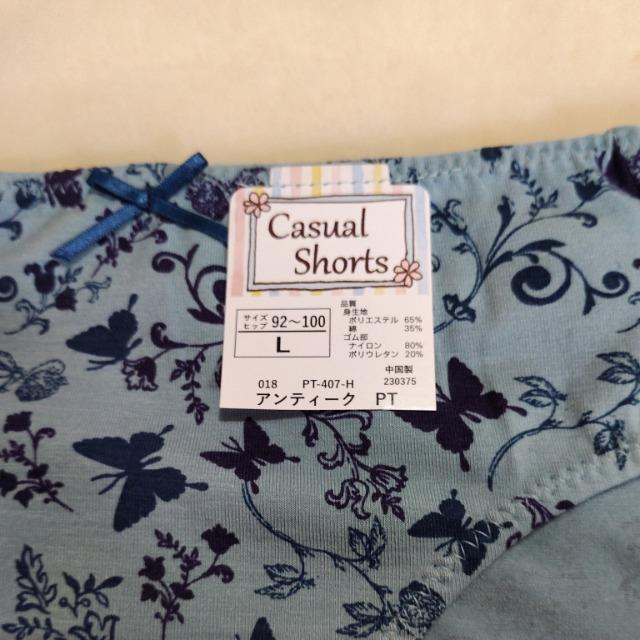 Casual
Shorts
サイズ
ヒップ 92～100
L
品質
身生地
ポリエステル 65%
綿 35%
ゴム部
ナイロン 80%
ポリウレタン 20%
中国製
018 PT-407-H 230375
アンティーク PT